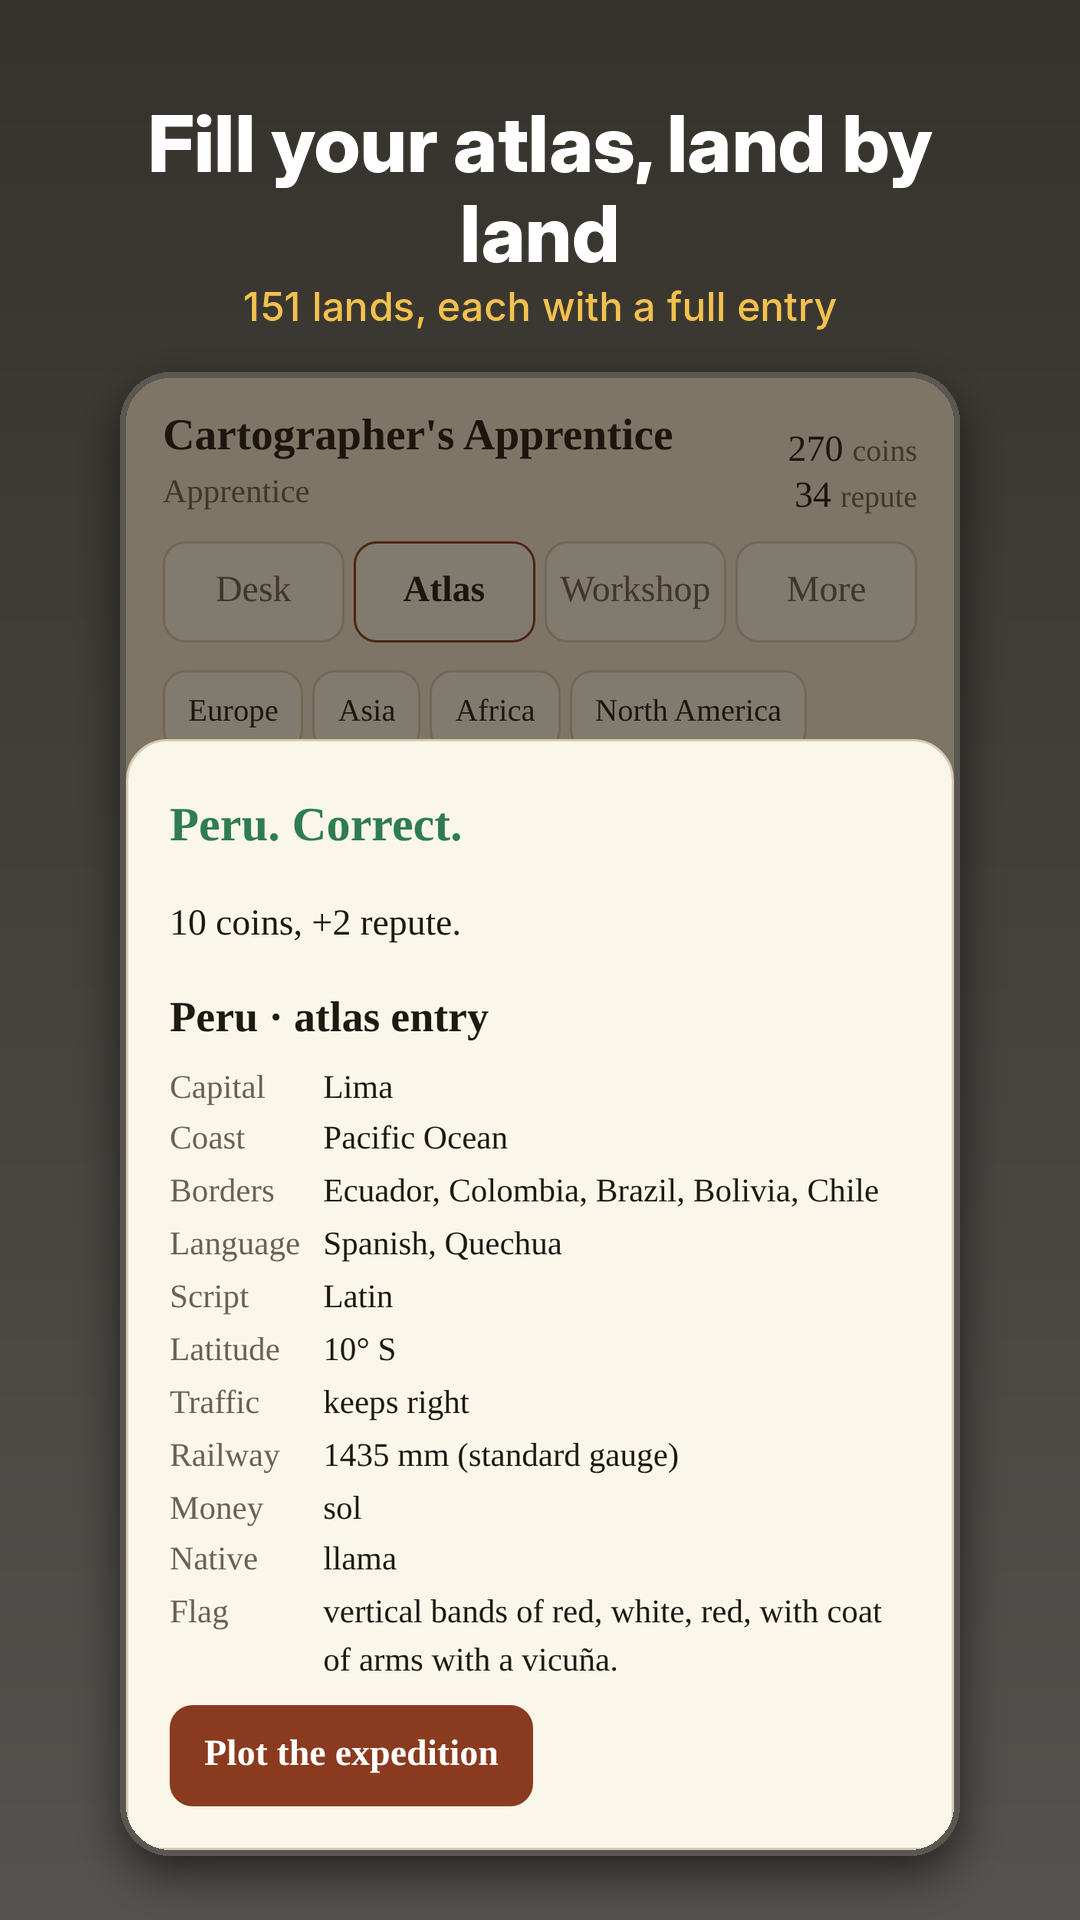 Fill your atlas, land by
land
151 lands, each with a full entry
Cartographer's Apprentice
270 coins
Apprentice
34 repute
Desk
Atlas
Workshop
More
Europe
Asia
Africa
North America
Peru. Correct.
10 coins, +2 repute.
Peru · atlas entry
Capital Lima
Coast Pacific Ocean
Borders Ecuador, Colombia, Brazil, Bolivia, Chile
Language Spanish, Quechua
Script Latin
Latitude 10° S
Traffic keeps right
Railway 1435 mm (standard gauge)
Money sol
Native llama
Flag vertical bands of red, white, red, with coat
of arms with a vicuña.
Plot the expedition